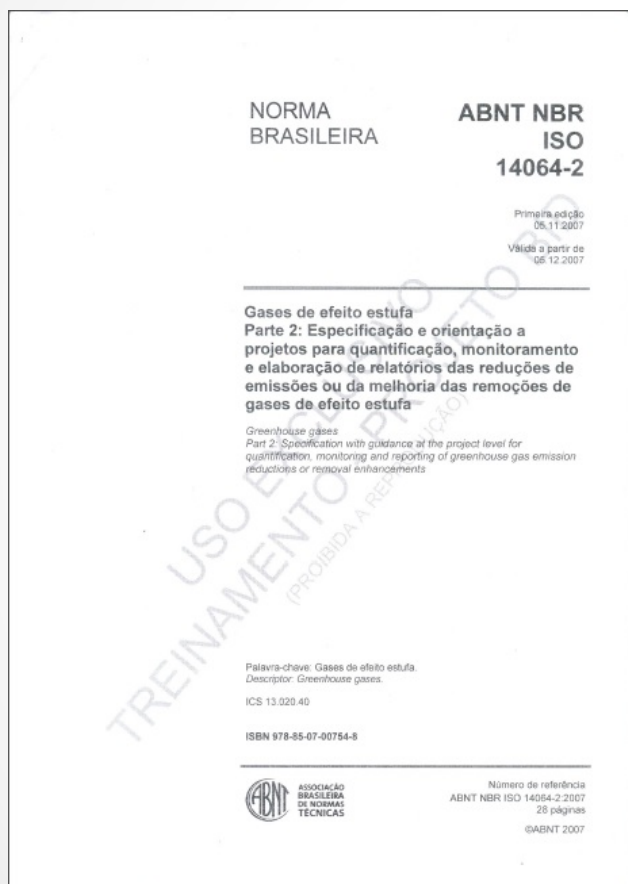 NORMA
BRASILEIRA
ABNT NBR
ISO
14064-2
Primeira edição
05.11.2007
Válida a partir de
05.12.2007
Gases de efeito estufa
Parte 2: Especificação e orientação a
projetos para quantificação, monitoramento
e elaboração de relatórios das reduções de
emissões ou da melhoria das remoções de
gases de efeito estufa
Greenhouse gases
Part 2: Specification with guidance at the project level for
quantification, monitoring and reporting of greenhouse gas emission
reductions or removal enhancements
USO EXCLUSIVO
TREINAMENTO - PROJETO BID
(PROIBIDA A REPRODUÇÃO)
Palavra-chave: Gases de efeito estufa.
Descriptor: Greenhouse gases.
ICS 13.020.40
ISBN 978-85-07-00754-8
ABNT
ASSOCIAÇÃO
BRASILEIRA
DE NORMAS
TÉCNICAS
Número de referência
ABNT NBR ISO 14064-2:2007
28 páginas
©ABNT 2007